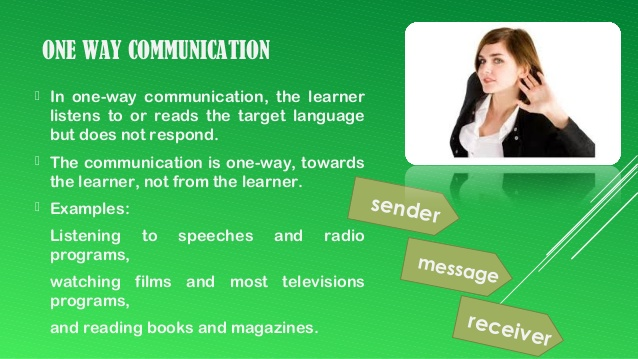 ONE WAY COMMUNICATION
In one-way communication, the learner
listens to or reads the target language
but does not respond.
The communication is one-way, towards
the learner, not from the learner.
Examples:
Listening to speeches and radio
programs,
watching films and most televisions
programs,
and reading books and magazines.
sender
message
receiver